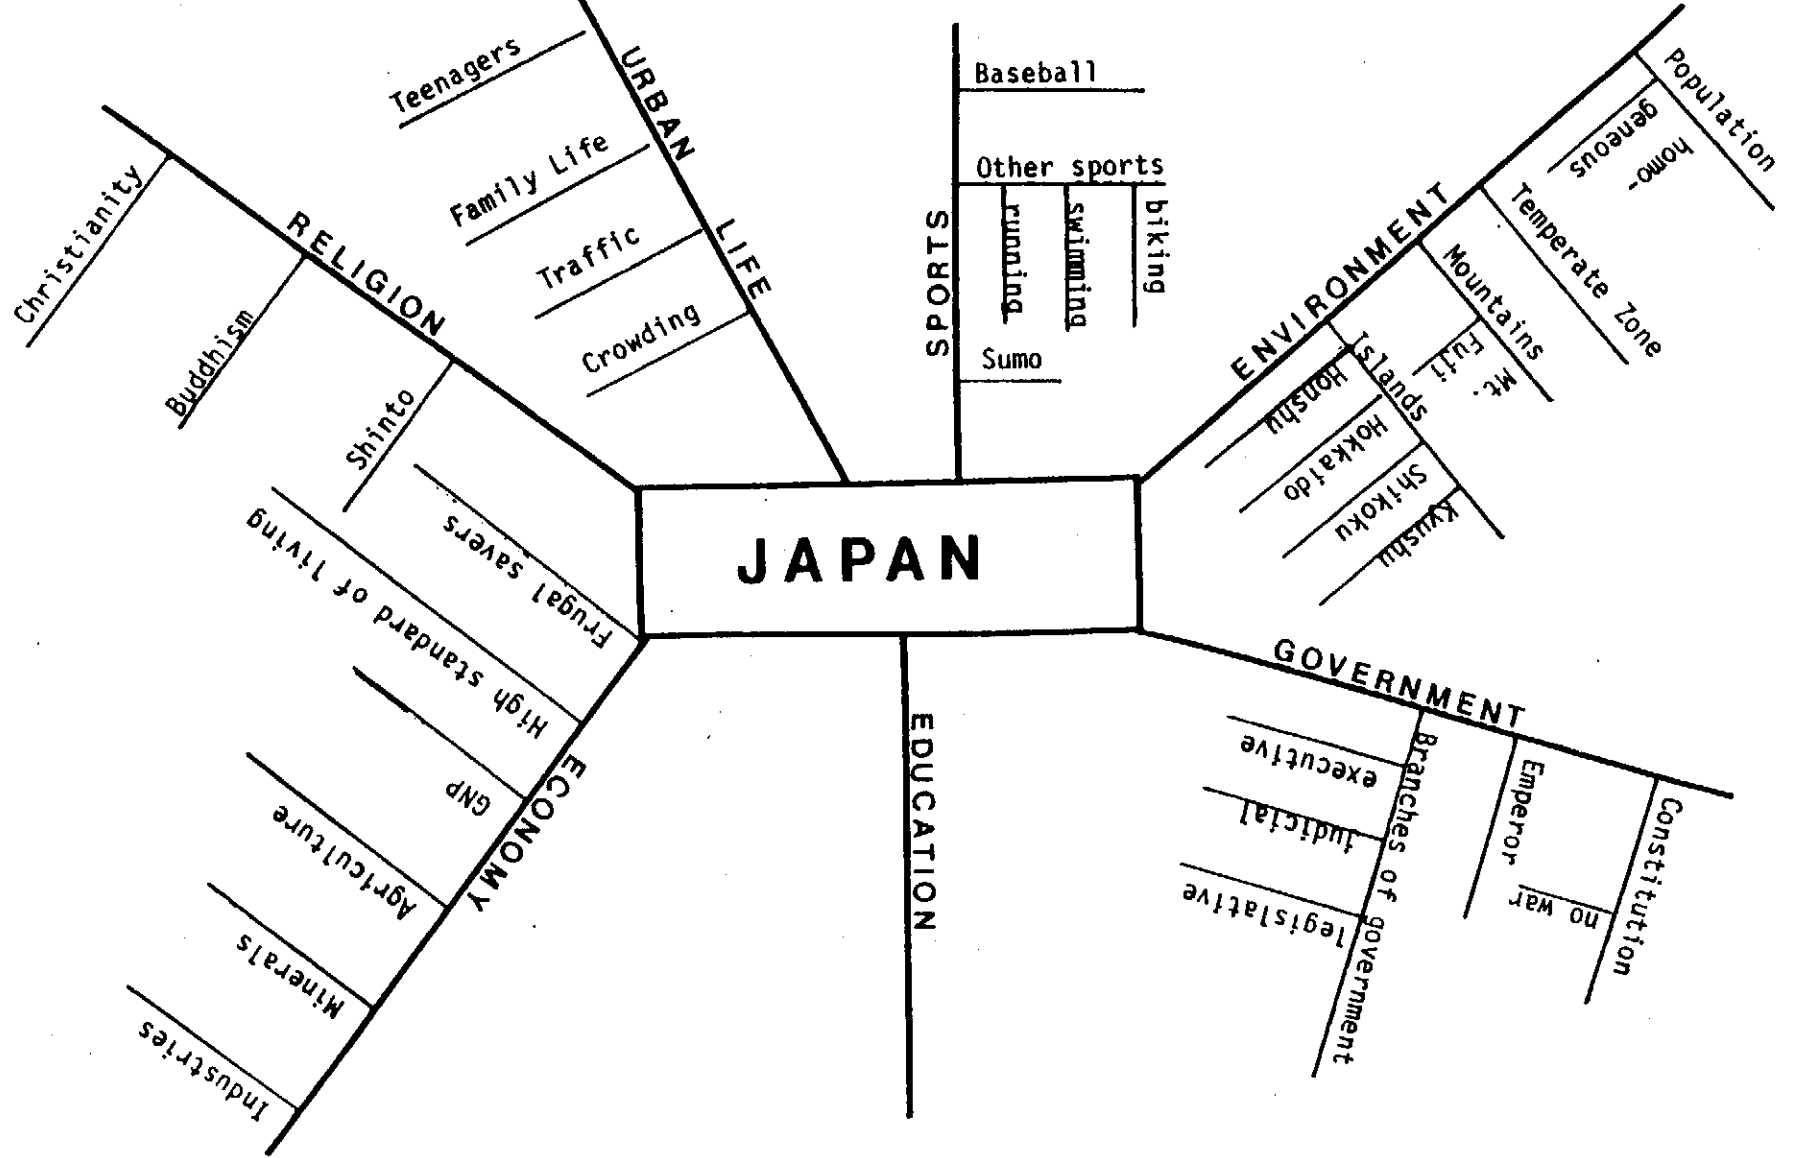 JAPAN
RELIGION
Christianity
Buddhism
Shinto
URBAN LIFE
Teenagers
Family Life
Traffic
Crowding
SPORTS
Baseball
Other sports
running
swimming
biking
Sumo
ENVIRONMENT
Population
homo-
geneous
Temperate Zone
Mountains
Mt.
Fuji
Islands
Honshu
Hokkaido
Shikoku
Kyushu
GOVERNMENT
Branches of government
executive
judicial
legislative
Emperor
Constitution
no war
EDUCATION
ECONOMY
Frugal savers
High standard of living
GNP
Agriculture
Minerals
Industries